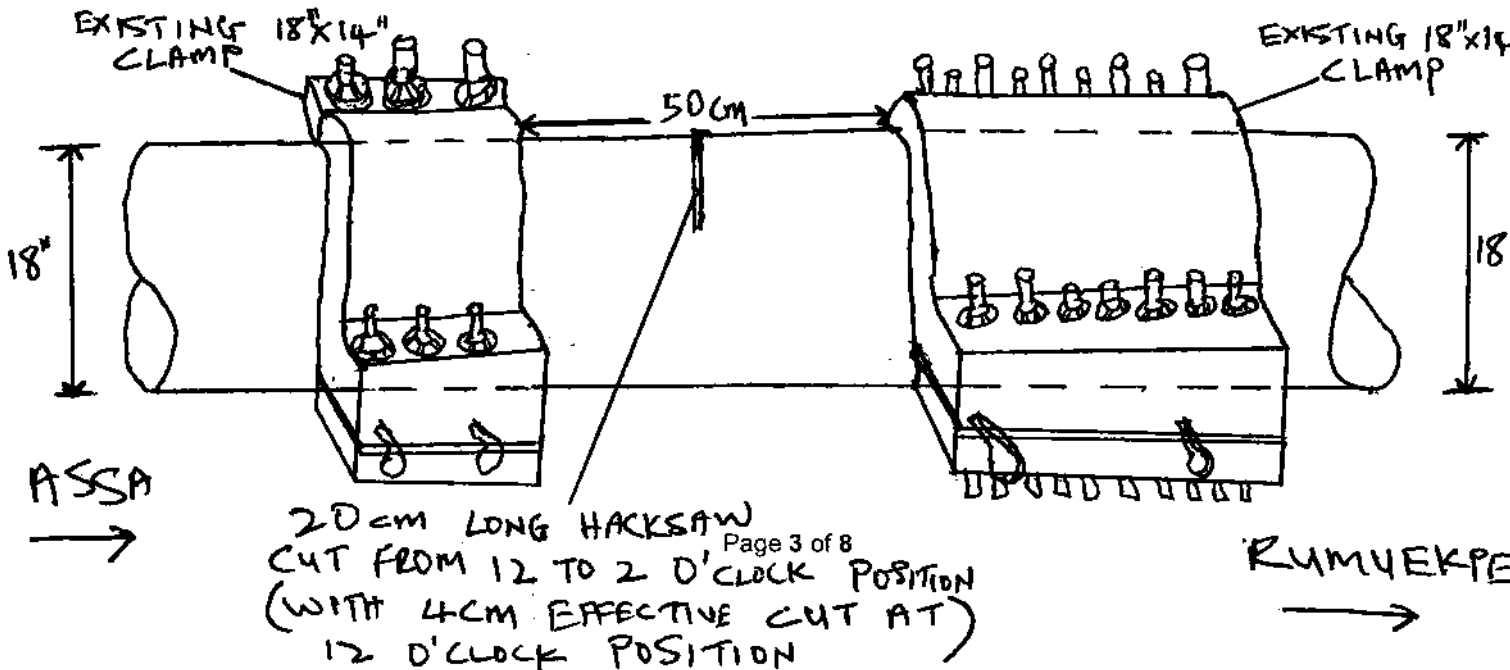 EXISTING 18"x14"
CLAMP
EXISTING 18"x14
CLAMP
50cm
18"
18
ASSA
20cm LONG HACKSAW
Page 3 of 8
CUT FROM 12 TO 2 O'CLOCK POSITION
(WITH 4CM EFFECTIVE CUT AT)
12 O'CLOCK POSITION
RUMUEKPE